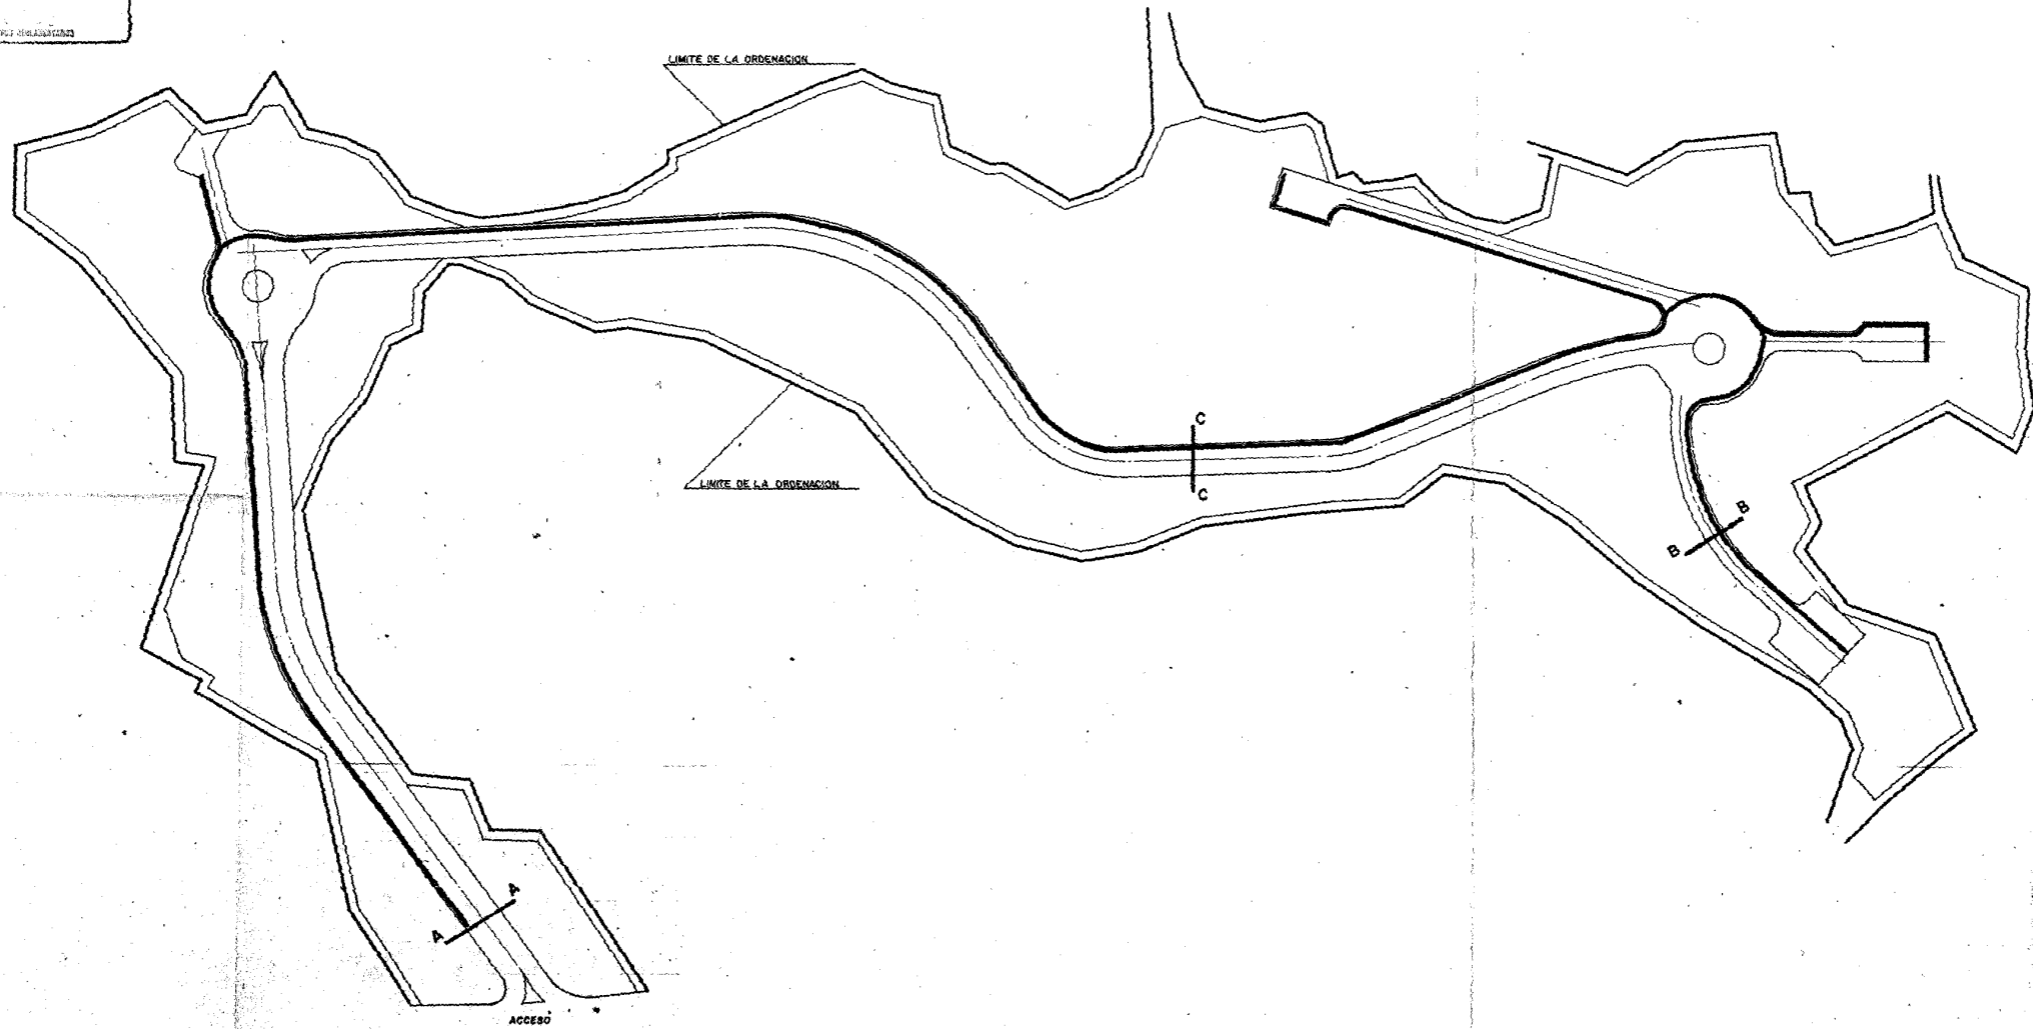 LIMITE DE LA ORDENACION
C
LIMITE DE LA ORDENACION
C
B
B
A
A
ACCESO